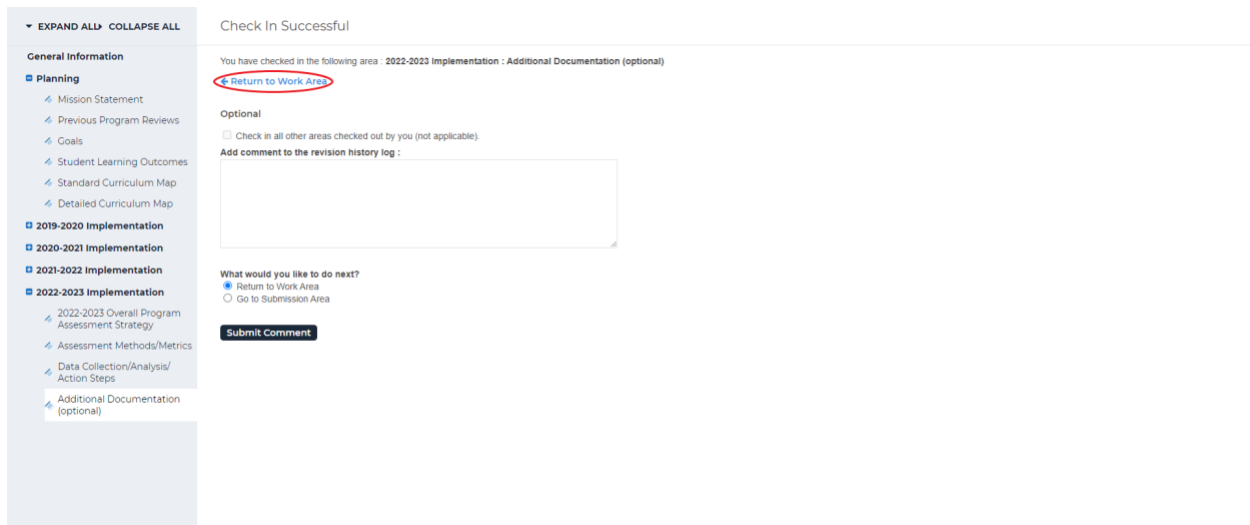 EXPAND ALL COLLAPSE ALL
General Information
Planning
Mission Statement
Previous Program Reviews
Goals
Student Learning Outcomes
Standard Curriculum Map
Detailed Curriculum Map
2019-2020 Implementation
2020-2021 Implementation
2021-2022 Implementation
2022-2023 Implementation
2022-2023 Overall Program
Assessment Strategy
Assessment Methods/Metrics
Data Collection/Analysis/
Action Steps
Additional Documentation
(optional)
Check In Successful
You have checked in the following area : 2022-2023 Implementation : Additional Documentation (optional)
Return to Work Area
Optional
Check in all other areas checked out by you (not applicable).
Add comment to the revision history log :
What would you like to do next?
Return to Work Area
Go to Submission Area
Submit Comment